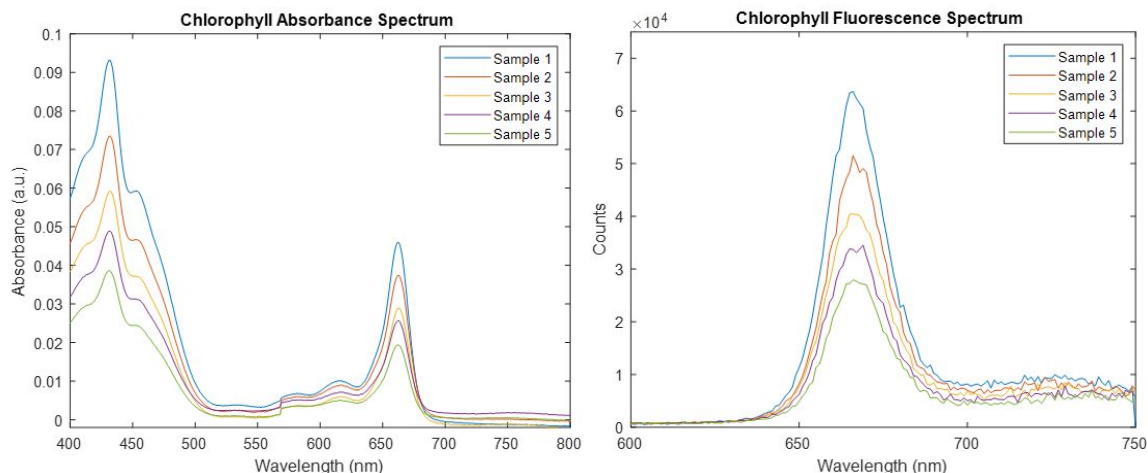 Chlorophyll Absorbance Spectrum
0.1
0.09
0.08
0.07
0.06
0.05
0.04
0.03
0.02
0.01
0
Absorbance (a.u.)
400 450 500 550 600 650 700 750 800
Wavelength (nm)
Sample 1
Sample 2
Sample 3
Sample 4
Sample 5
Chlorophyll Fluorescence Spectrum
×10⁴
7
6
5
4
3
2
1
0
Counts
600 650 700 750
Wavelength (nm)
Sample 1
Sample 2
Sample 3
Sample 4
Sample 5